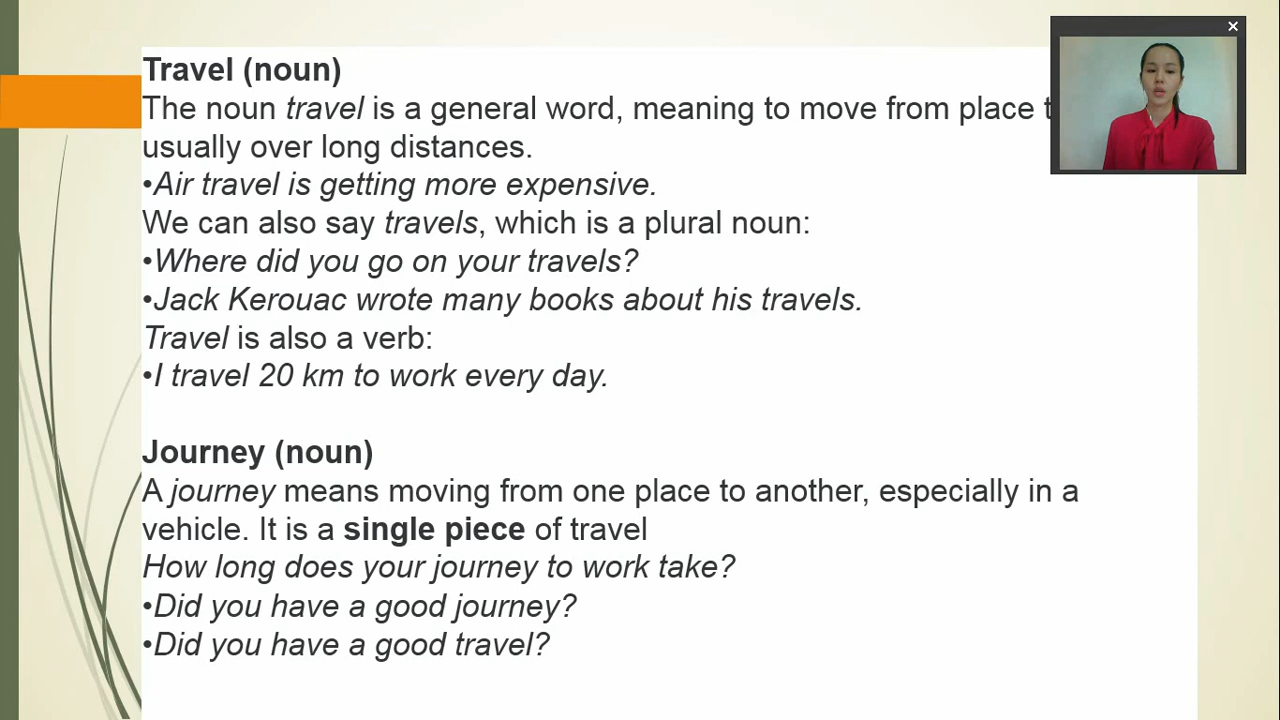 Travel (noun)
The noun travel is a general word, meaning to move from place
usually over long distances.
•Air travel is getting more expensive.
We can also say travels, which is a plural noun:
•Where did you go on your travels?
•Jack Kerouac wrote many books about his travels.
Travel is also a verb:
•I travel 20 km to work every day.
Journey (noun)
A journey means moving from one place to another, especially in a
vehicle. It is a single piece of travel
How long does your journey to work take?
•Did you have a good journey?
•Did you have a good travel?